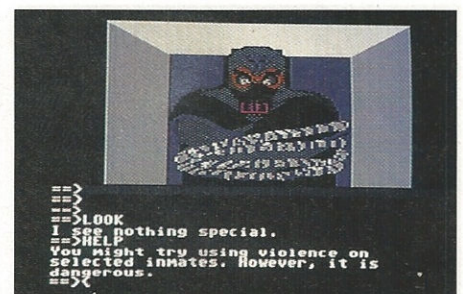 ==>
==>
==>
==>LOOK
I see nothing special.
==>HELP
You might try using violence on
selected inmates. However, it is
dangerous.
==>{